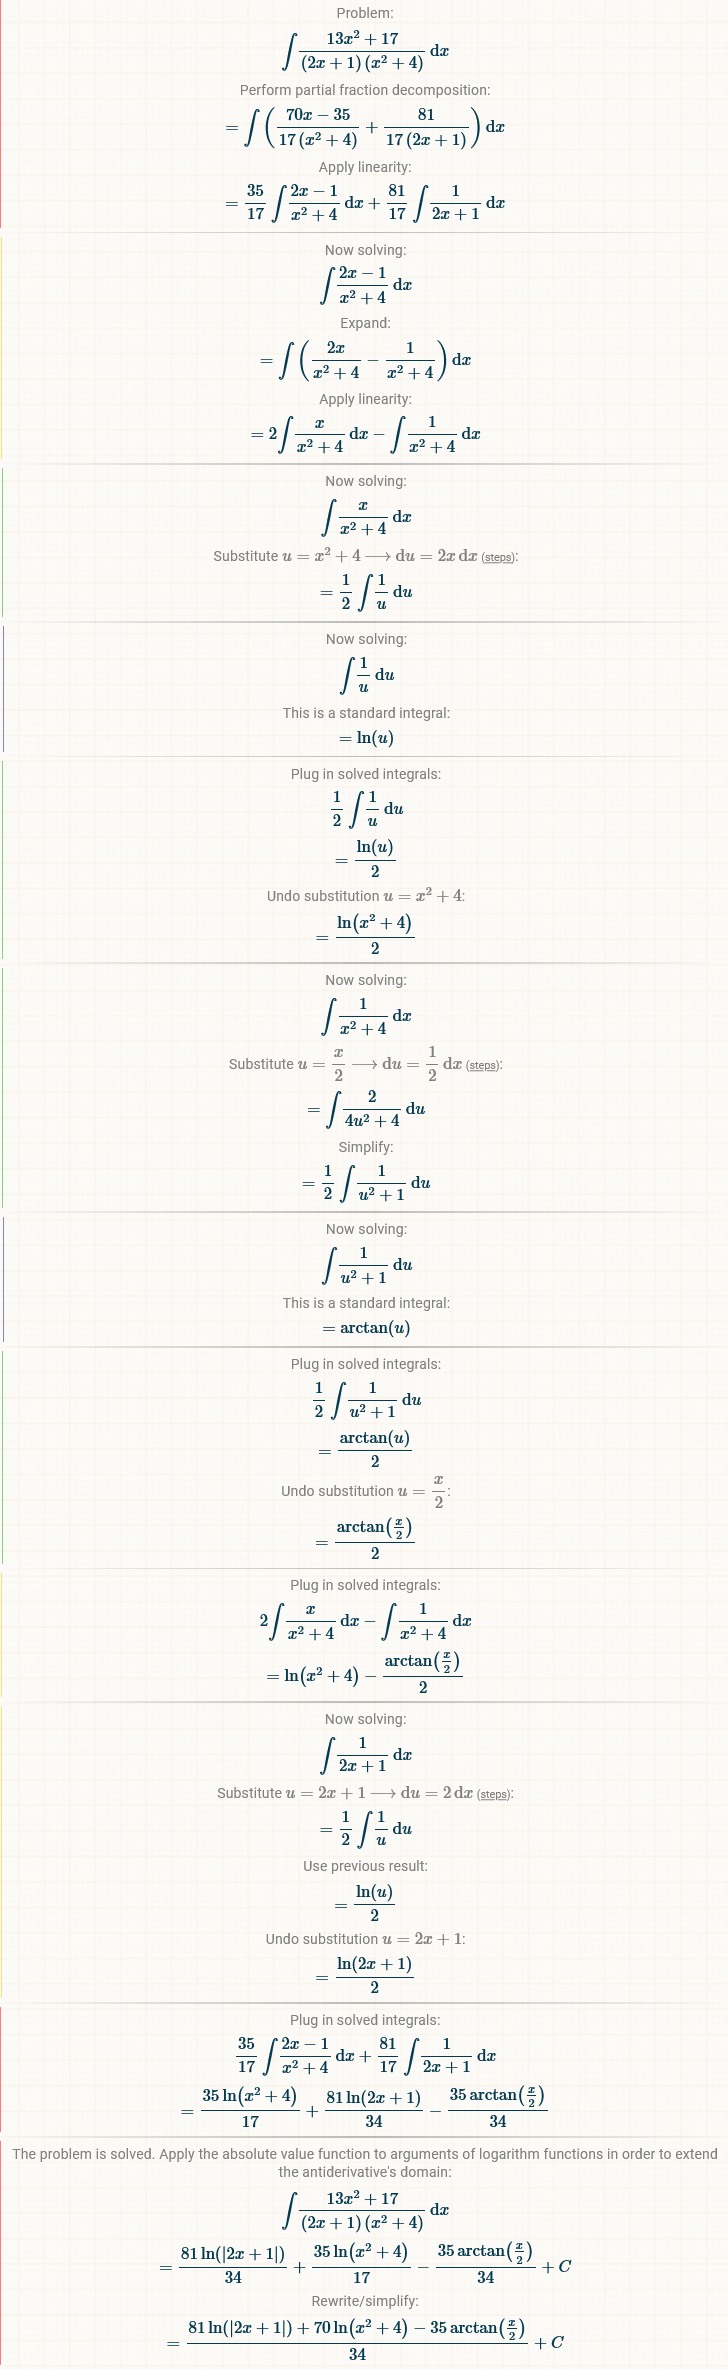 Problem:
∫ (13x² + 17)/((2x + 1)(x² + 4)) dx
Perform partial fraction decomposition:
= ∫ ((70x − 35)/(17(x² + 4)) + 81/(17(2x + 1))) dx
Apply linearity:
= 35/17 ∫ (2x − 1)/(x² + 4) dx + 81/17 ∫ 1/(2x + 1) dx
Now solving:
∫ (2x − 1)/(x² + 4) dx
Expand:
= ∫ (2x/(x² + 4) − 1/(x² + 4)) dx
Apply linearity:
= 2 ∫ x/(x² + 4) dx − ∫ 1/(x² + 4) dx
Now solving:
∫ x/(x² + 4) dx
Substitute u = x² + 4 ⟶ du = 2x dx (steps):
= 1/2 ∫ 1/u du
Now solving:
∫ 1/u du
This is a standard integral:
= ln(u)
Plug in solved integrals:
1/2 ∫ 1/u du
= ln(u)/2
Undo substitution u = x² + 4:
= ln(x² + 4)/2
Now solving:
∫ 1/(x² + 4) dx
Substitute u = x/2 ⟶ du = 1/2 dx (steps):
= ∫ 2/(4u² + 4) du
Simplify:
= 1/2 ∫ 1/(u² + 1) du
Now solving:
∫ 1/(u² + 1) du
This is a standard integral:
= arctan(u)
Plug in solved integrals:
1/2 ∫ 1/(u² + 1) du
= arctan(u)/2
Undo substitution u = x/2:
= arctan(x/2)/2
Plug in solved integrals:
2 ∫ x/(x² + 4) dx − ∫ 1/(x² + 4) dx
= ln(x² + 4) − arctan(x/2)/2
Now solving:
∫ 1/(2x + 1) dx
Substitute u = 2x + 1 ⟶ du = 2 dx (steps):
= 1/2 ∫ 1/u du
Use previous result:
= ln(u)/2
Undo substitution u = 2x + 1:
= ln(2x + 1)/2
Plug in solved integrals:
35/17 ∫ (2x − 1)/(x² + 4) dx + 81/17 ∫ 1/(2x + 1) dx
= 35 ln(x² + 4)/17 + 81 ln(2x + 1)/34 − 35 arctan(x/2)/34
The problem is solved. Apply the absolute value function to arguments of logarithm functions in order to extend
the antiderivative's domain:
∫ (13x² + 17)/((2x + 1)(x² + 4)) dx
= 81 ln(|2x + 1|)/34 + 35 ln(x² + 4)/17 − 35 arctan(x/2)/34 + C
Rewrite/simplify:
= (81 ln(|2x + 1|) + 70 ln(x² + 4) − 35 arctan(x/2))/34 + C